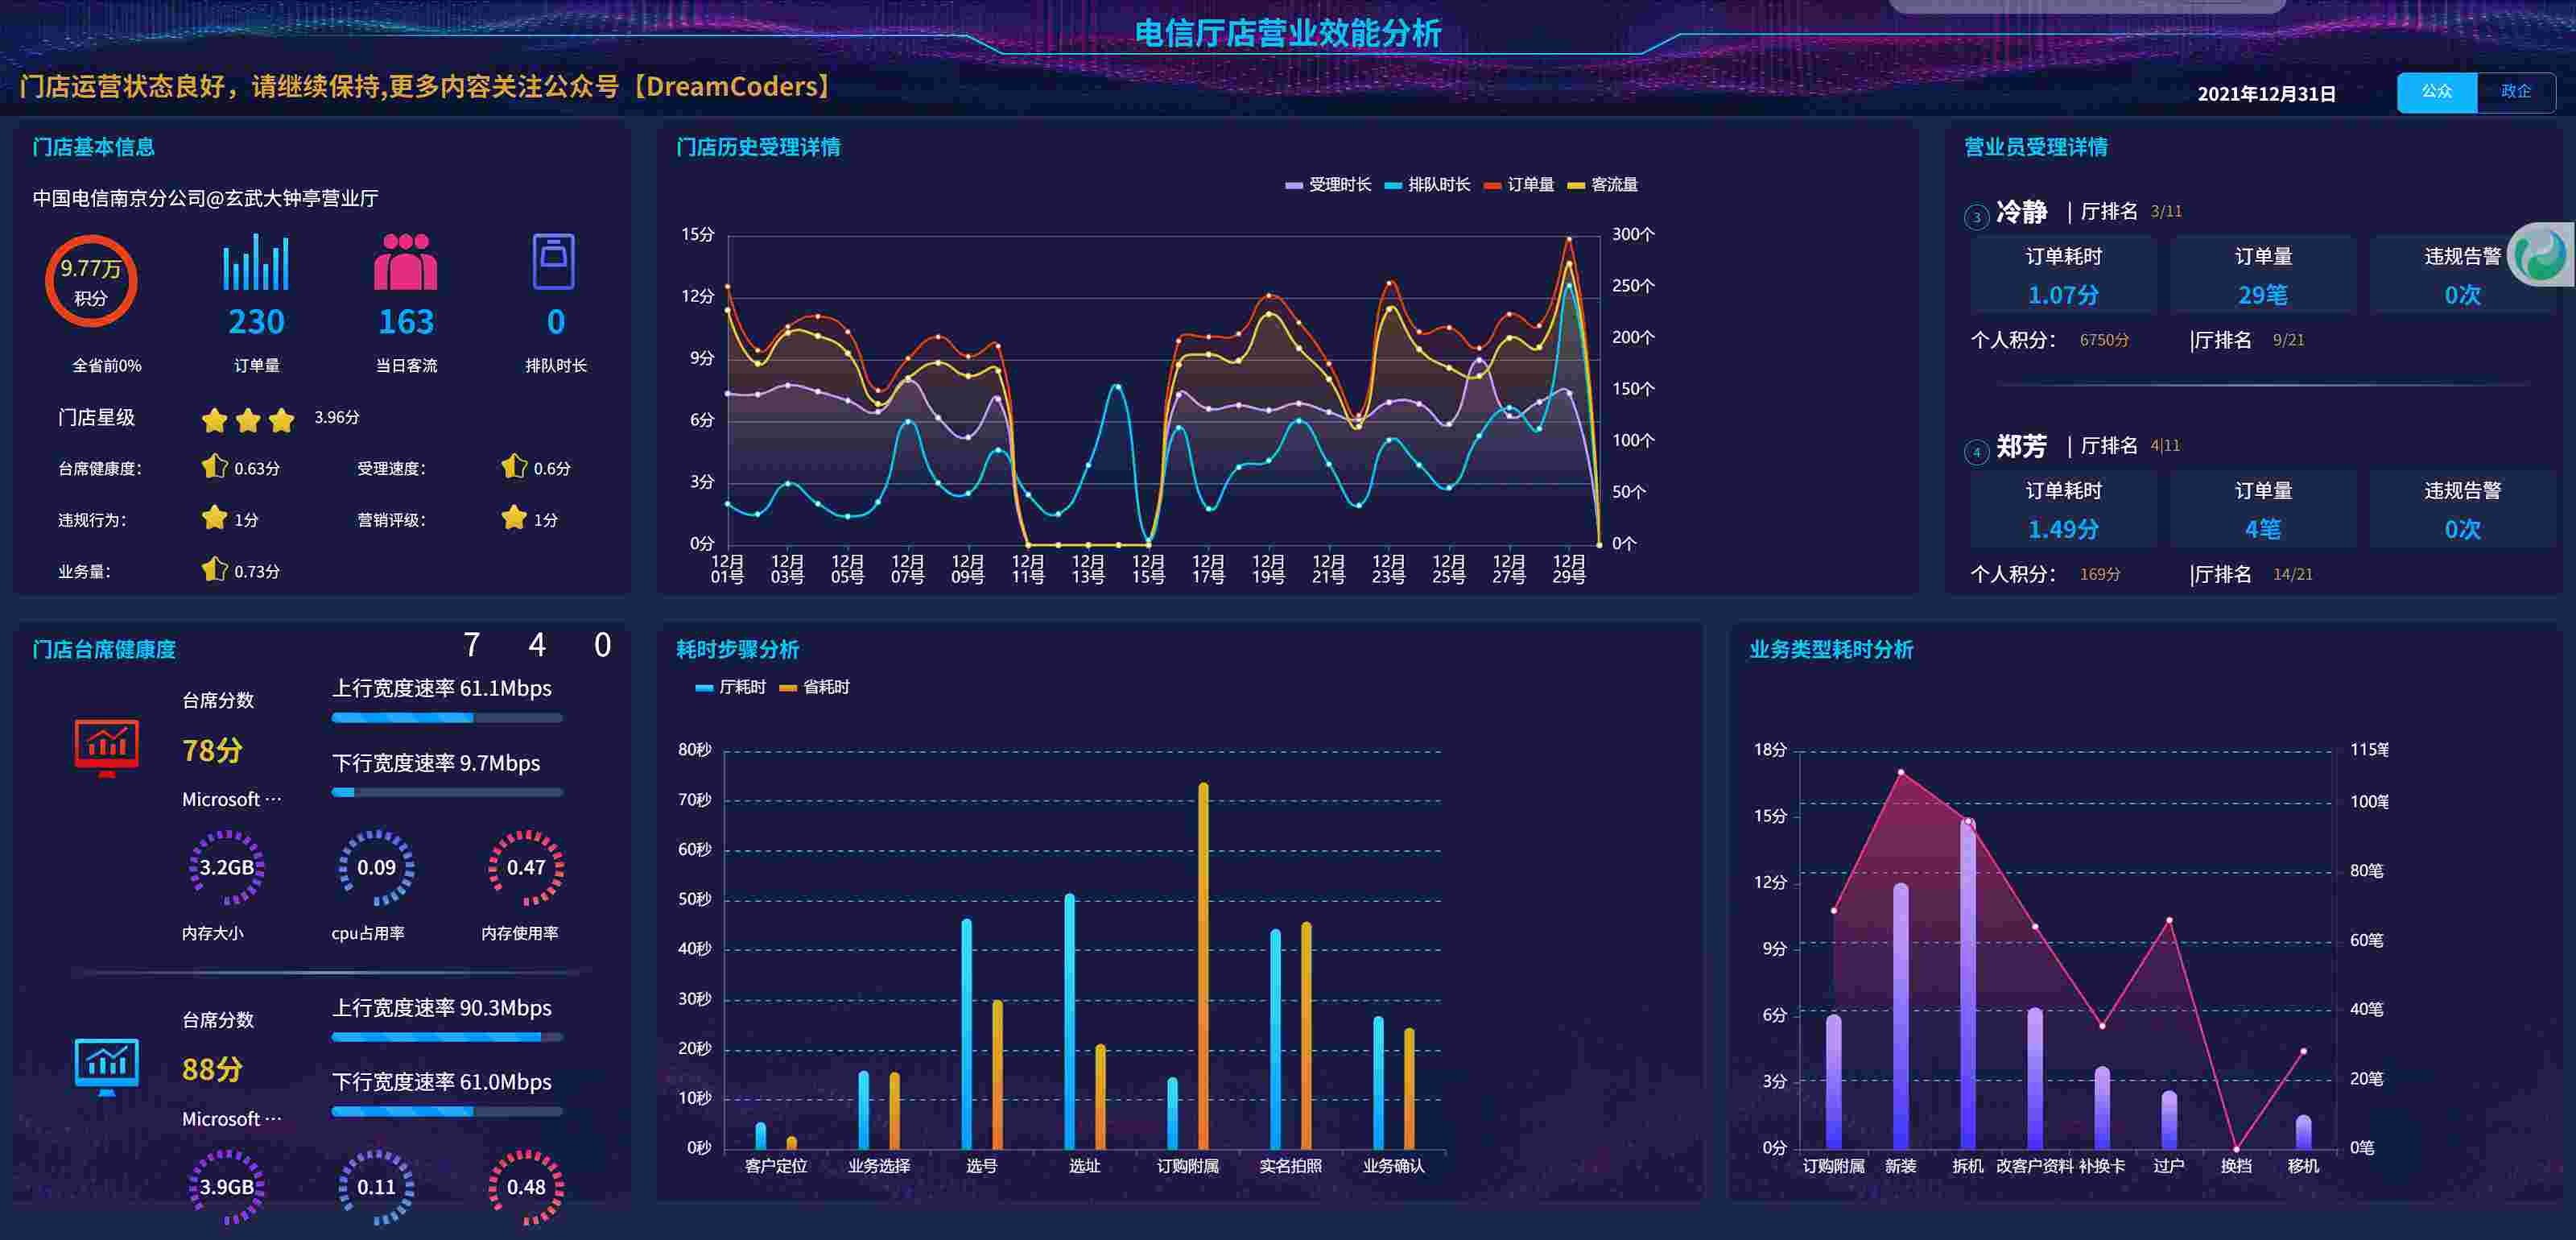 电信厅店营业效能分析
门店运营状态良好，请继续保持,更多内容关注公众号【DreamCoders】
2021年12月31日
公众 政企
门店基本信息
中国电信南京分公司@玄武大钟亭营业厅
9.77万
积分
230 163 0
全省前0% 订单量 当日客流 排队时长
门店星级 3.96分
台席健康度: 0.63分 受理速度: 0.6分
违规行为: 1分 营销评级: 1分
业务量: 0.73分
门店历史受理详情
受理时长 排队时长 订单量 客流量
15分 300个
12分 250个
9分 200个
6分 150个
3分 100个
0分 50个
0个
12月 12月 12月 12月 12月 12月 12月 12月 12月 12月 12月 12月 12月 12月 12月
01号 03号 05号 07号 09号 11号 13号 15号 17号 19号 21号 23号 25号 27号 29号
营业员受理详情
3 冷静 | 厅排名 3/11
订单耗时 订单量 违规告警
1.07分 29笔 0次
个人积分: 6750分 |厅排名 9/21
4 郑芳 | 厅排名 4|11
订单耗时 订单量 违规告警
1.49分 4笔 0次
个人积分: 169分 |厅排名 14/21
门店台席健康度 7 4 0
台席分数
78分
Microsoft ···
上行宽度速率 61.1Mbps
下行宽度速率 9.7Mbps
3.2GB 0.09 0.47
内存大小 cpu占用率 内存使用率
台席分数
88分
Microsoft ···
上行宽度速率 90.3Mbps
下行宽度速率 61.0Mbps
3.9GB 0.11 0.48
耗时步骤分析
厅耗时 省耗时
80秒
70秒
60秒
50秒
40秒
30秒
20秒
10秒
0秒
客户定位 业务选择 选号 选址 订购附属 实名拍照 业务确认
业务类型耗时分析
18分 115笔
15分 100笔
12分 80笔
9分 60笔
6分 40笔
3分 20笔
0分 0笔
订购附属 新装 拆机 改客户资料 补换卡 过户 换挡 移机